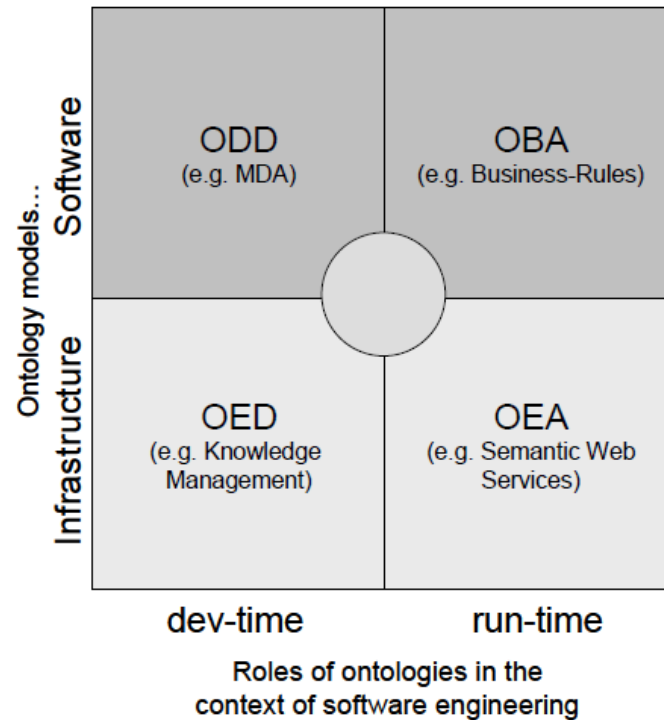 Ontology models...
Software
Infrastructure
ODD
(e.g. MDA)
OBA
(e.g. Business-Rules)
OED
(e.g. Knowledge
Management)
OEA
(e.g. Semantic Web
Services)
dev-time
run-time
Roles of ontologies in the
context of software engineering